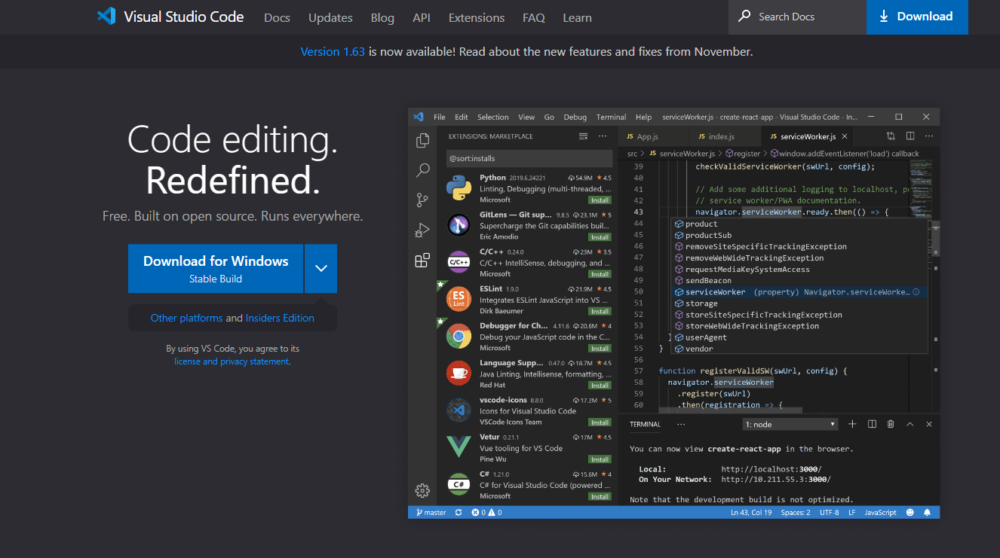 Visual Studio Code Docs Updates Blog API Extensions FAQ Learn Search Docs Download
Version 1.63 is now available! Read about the new features and fixes from November.
Code editing.
Redefined.
Free. Built on open source. Runs everywhere.
Download for Windows
Stable Build
Other platforms and Insiders Edition
By using VS Code, you agree to its
license and privacy statement.
File Edit Selection View Go Debug Terminal Help serviceWorker.js - create-react-app - Visual Studio Code - In...
EXTENSIONS: MARKETPLACE
@sort:installs
Python 2019.6.24221 54.9M ★ 4.5
Linting, Debugging (multi-threaded, ...
Microsoft Install
GitLens — Git sup... 9.8.5 23.1M ★ 5
Supercharge the Git capabilities buil...
Eric Amodio Install
C/C++ 0.24.0 23M ★ 3.5
C/C++ IntelliSense, debugging, and ...
Microsoft Install
C/C++
ESLint 1.9.0 21.9M ★ 4.5
Integrates ESLint JavaScript into VS ...
Dirk Baeumer Install
ES
Lint
Debugger for Ch... 4.11.6 20.6M ★ 4
Debug your JavaScript code in the C...
Microsoft Install
Language Supp... 0.47.0 18.7M ★ 4.5
Java Linting, Intellisense, formatting, ...
Red Hat Install
vscode-icons 8.8.0 17.2M ★ 5
Icons for Visual Studio Code
VSCode Icons Team Install
Vetur 0.21.1 17M ★ 4.5
Vue tooling for VS Code
Pine Wu Install
C# 1.21.0 15.6M ★ 4
C# for Visual Studio Code (powered ...
Microsoft Install
C#
JS App.js JS index.js JS serviceWorker.js
src > JS serviceWorker.js > register > window.addEventListener('load') callback
39 checkValidServiceWorker(swUrl, config);
40
41 // Add some additional logging to localhost, p
42 // service worker/PWA documentation.
43 navigator.serviceWorker.ready.then(() => {
44 product
45 productSub
46 removeSiteSpecificTrackingException
47 removeWebWideTrackingException
48 requestMediaKeySystemAccess
49 sendBeacon
50 serviceWorker (property) Navigator.serviceWorke...
51 storage
52 storeSiteSpecificTrackingException
53 storeWebWideTrackingException
54 } userAgent
55 } vendor
56
57 function registerValidSW(swUrl, config) {
58 navigator.serviceWorker
59 .register(swUrl)
60 .then(registration => {
TERMINAL ... 1: node
You can now view create-react-app in the browser.
Local: http://localhost:3000/
On Your Network: http://10.211.55.3:3000/
Note that the development build is not optimized.
master 0 0 Ln 43, Col 19 Spaces: 2 UTF-8 LF JavaScript